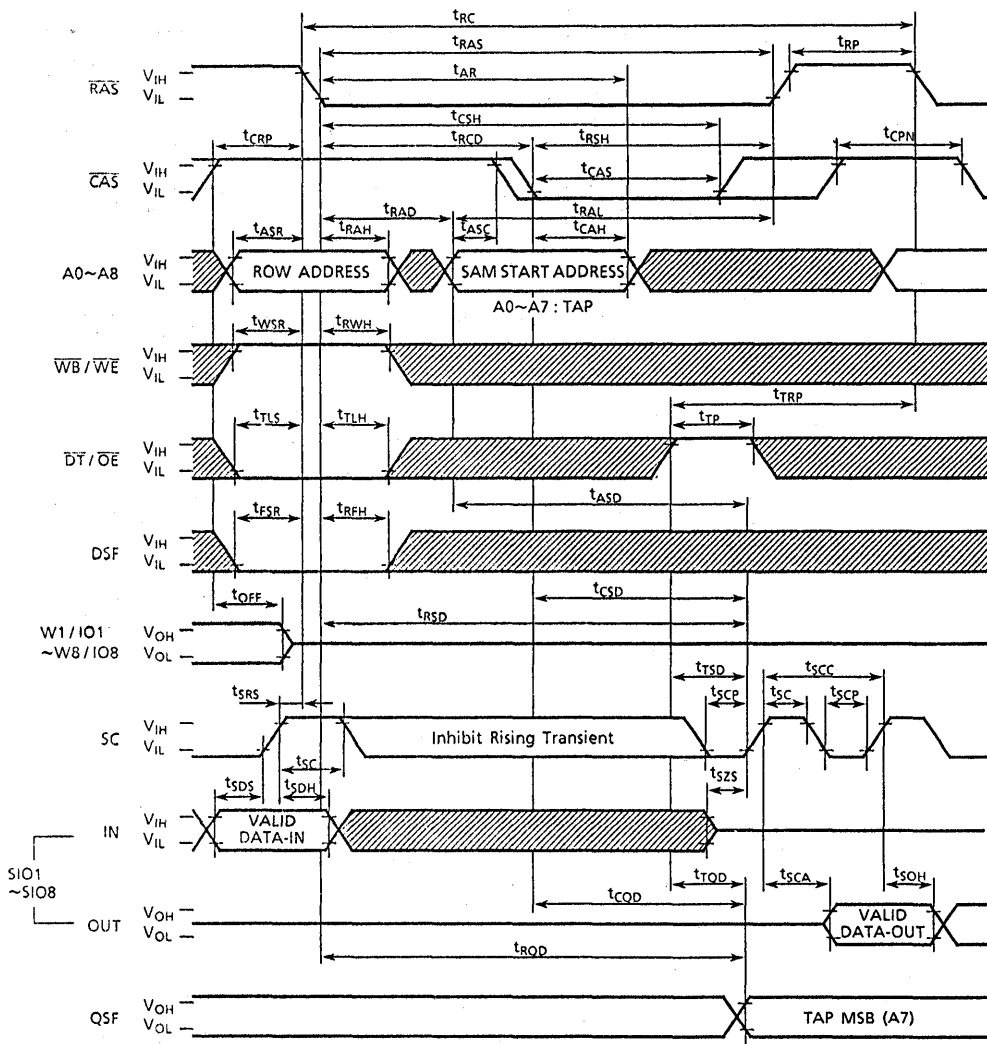 tRC
tRAS
tRP
tAR
RAS VIH
VIL
tCSH
tCRP tRCD tRSH tCPN
CAS VIH
VIL
tCAS
tRAD tRAL
tASR tRAH tASC tCAH
A0~A8 VIH
VIL
ROW ADDRESS SAM START ADDRESS
A0~A7 : TAP
tWSR tRWH
WB / WE VIH
VIL
tTRP
tTLS tTLH tTP
DT / OE VIH
VIL
tASD
tFSR tRFH
DSF VIH
VIL
tOFF tCSD
tRSD
W1 / IO1
~W8 / IO8
VOH
VOL
tTSD tSCC
tSRS tSCP tSC tSCP
SC VIH
VIL
Inhibit Rising Transient
tSC tSZS
tSDS tSDH
IN VIH
VIL
VALID
DATA-IN
SIO1
~SIO8
tTQD tSCA tSOH
tCQD
OUT VOH
VOL
VALID
DATA-OUT
tRQD
QSF VOH
VOL
TAP MSB (A7)